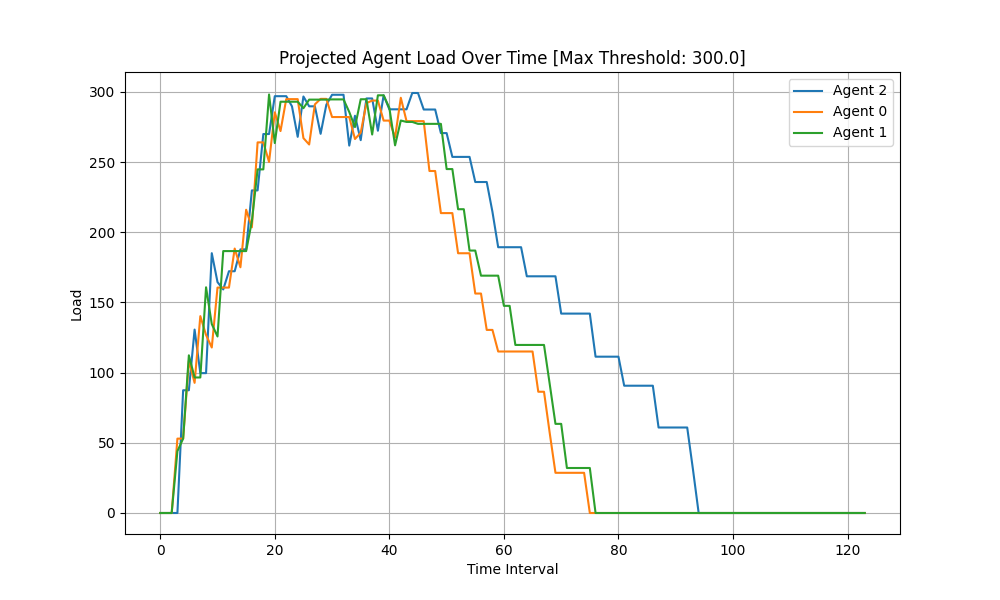 Projected Agent Load Over Time [Max Threshold: 300.0]
Load
300
250
200
150
100
50
0
Agent 2
Agent 0
Agent 1
0 20 40 60 80 100 120
Time Interval